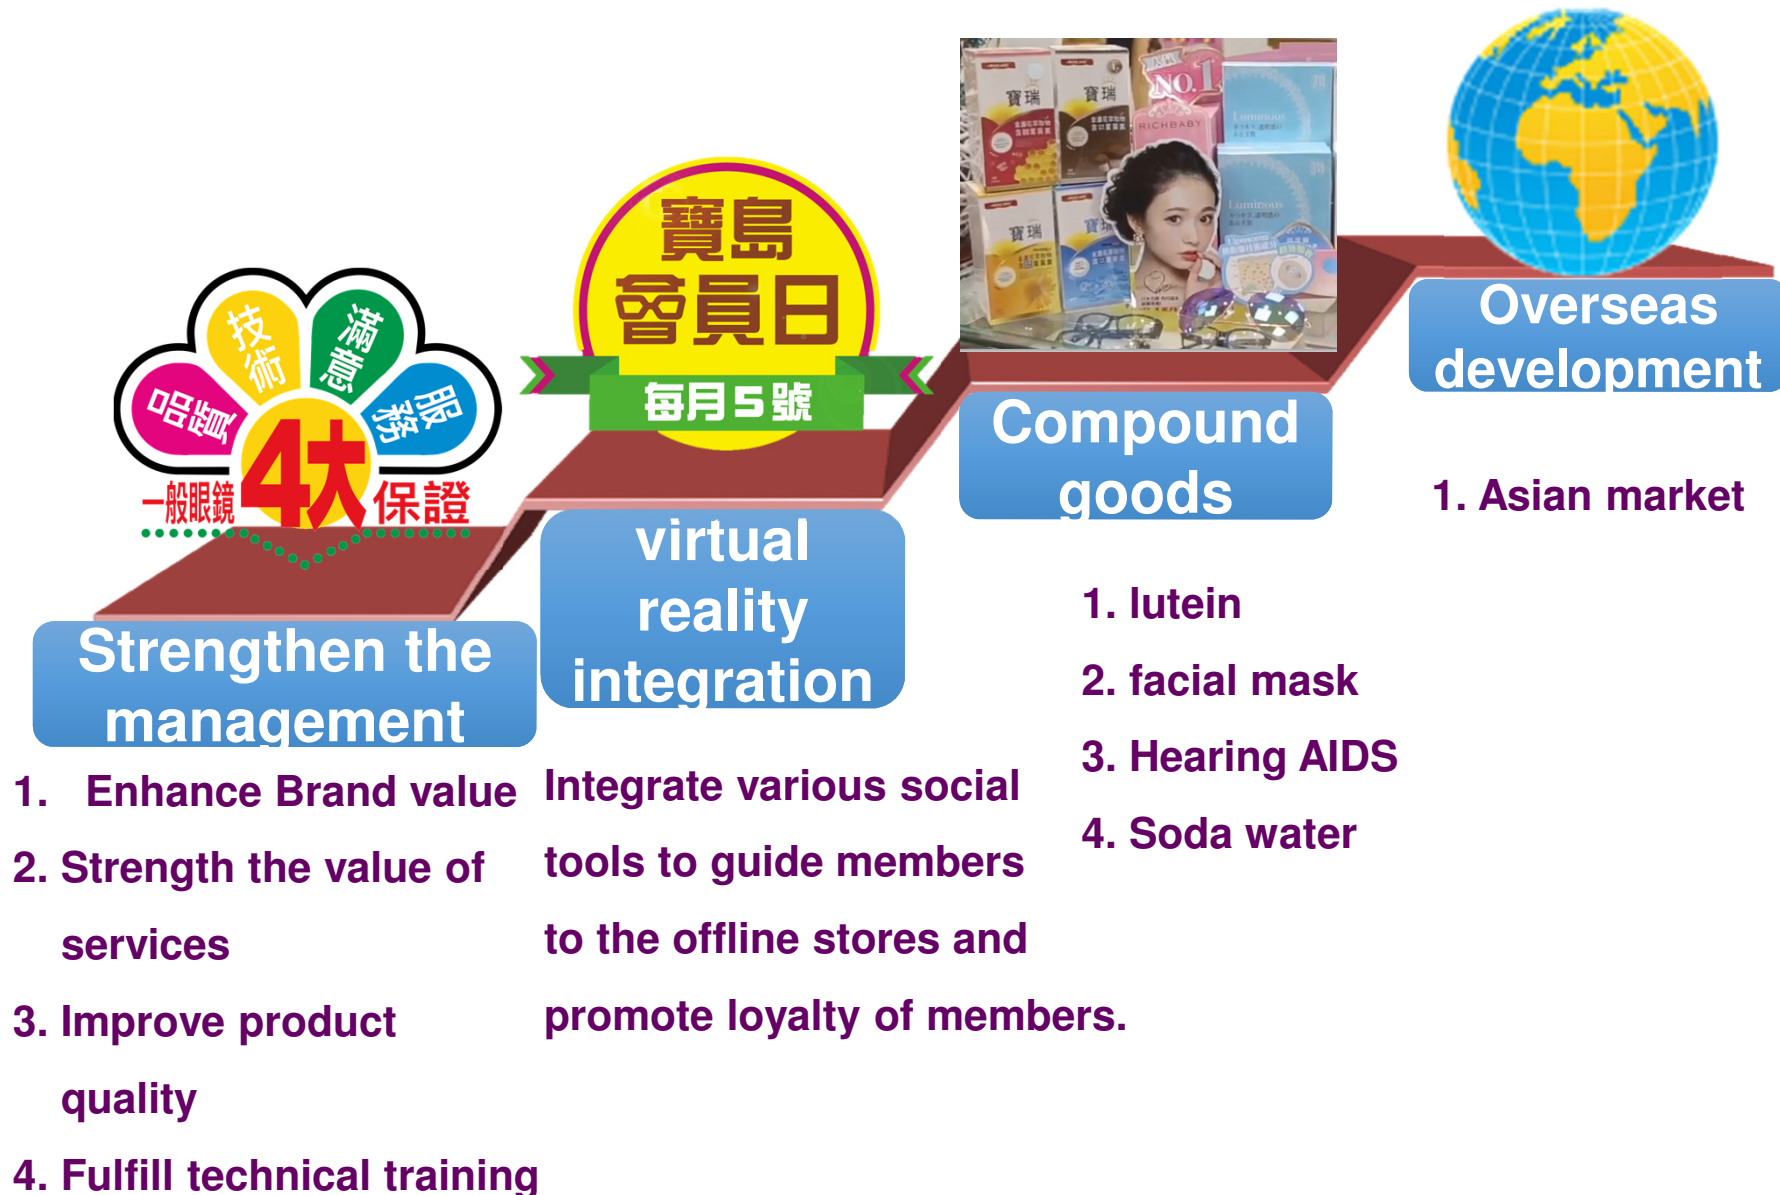 品質
技術
滿意
服務
一般眼鏡
4大
保證
Strengthen the
management
1. Enhance Brand value
2. Strength the value of
services
3. Improve product
quality
4. Fulfill technical training
寶島
會員日
每月5號
virtual
reality
integration
Integrate various social
tools to guide members
to the offline stores and
promote loyalty of members.
寶瑞
寶瑞
寶瑞
寶瑞
NO.1
RICHBABY
Luminous
Luminous
Compound
goods
1. lutein
2. facial mask
3. Hearing AIDS
4. Soda water
Overseas
development
1. Asian market